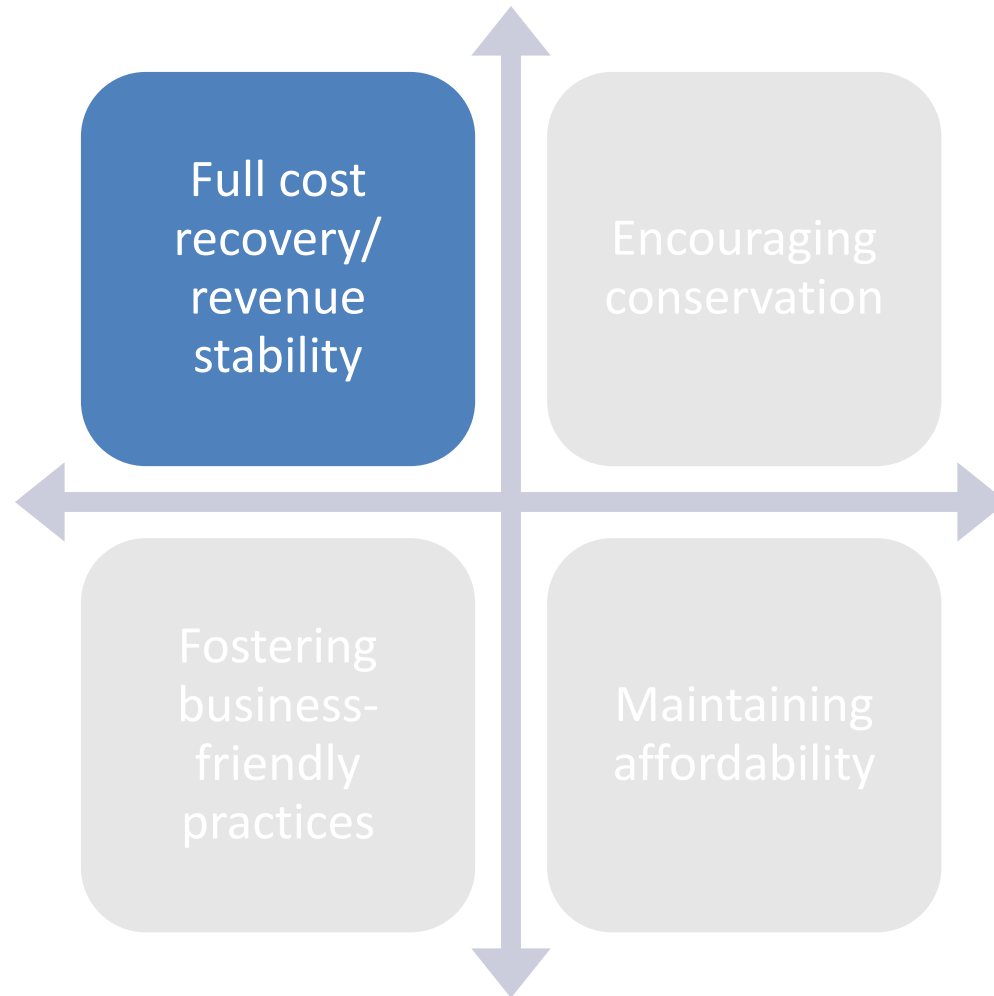 Full cost
recovery/
revenue
stability
Encouraging
conservation
Fostering
business-
friendly
practices
Maintaining
affordability